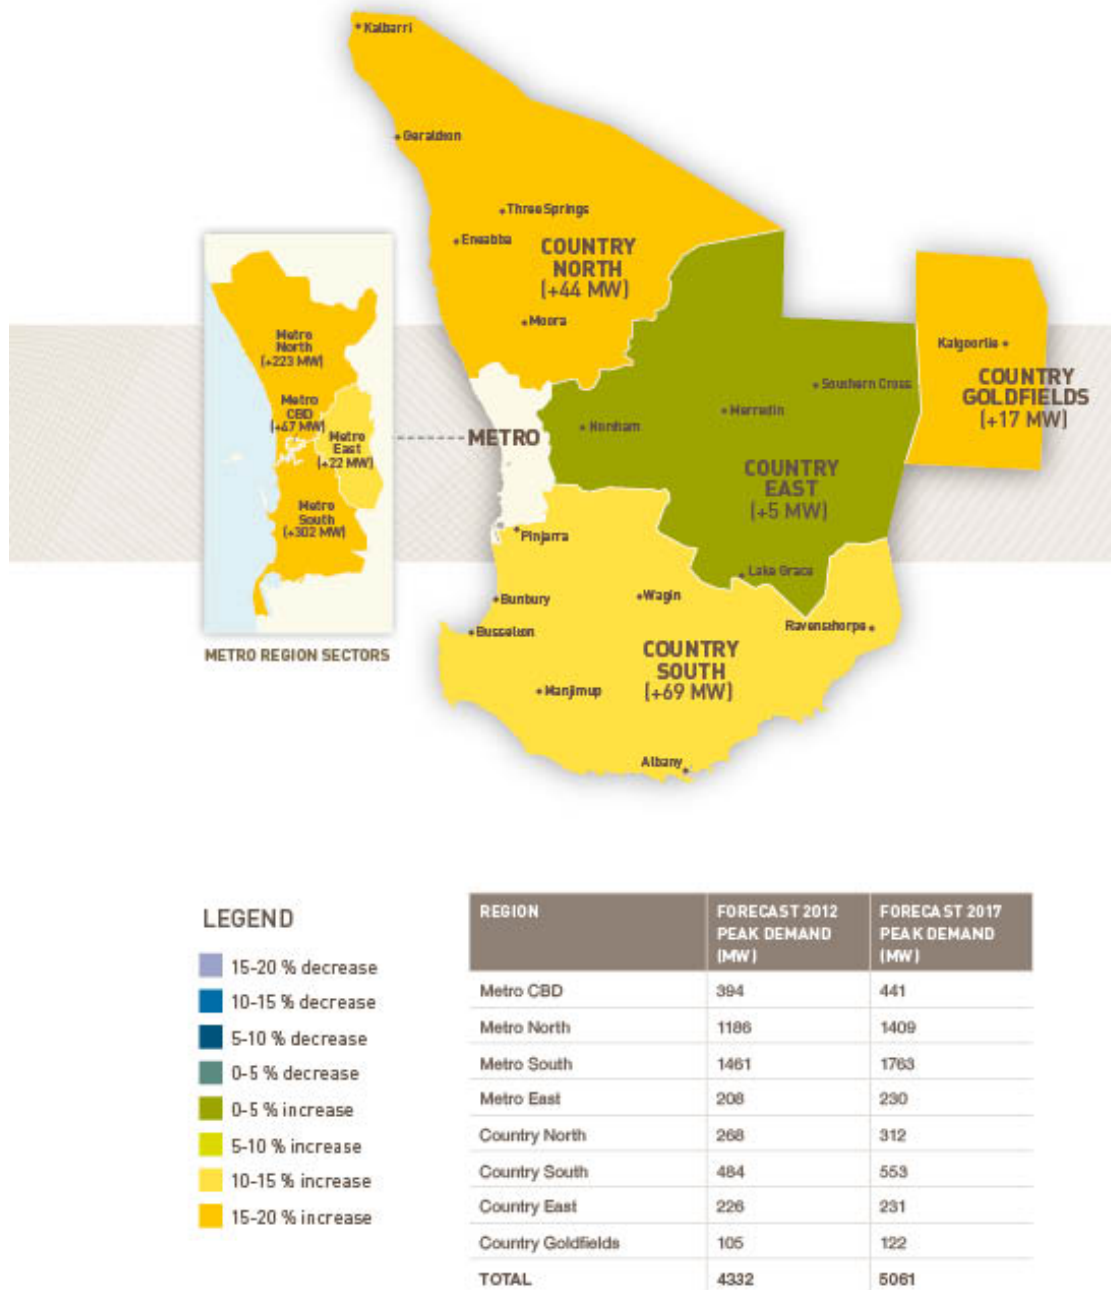 Kalbarri
Geraldton
Three Springs
Eneabba
COUNTRY
NORTH
(+44 MW)
Moora
Metro
North
(+223 MW)
Metro
CBD
(+47 MW)
Metro
East
(+22 MW)
Metro
South
(+302 MW)
METRO REGION SECTORS
METRO
Kalgoorlie
COUNTRY
GOLDFIELDS
(+17 MW)
Southern Cross
Merredin
Northam
COUNTRY
EAST
(+5 MW)
Lake Grace
Pinjarra
Bunbury
Wagin
Busselton
Ravensthorpe
COUNTRY
SOUTH
(+69 MW)
Manjimup
Albany
LEGEND
15-20 % decrease
10-15 % decrease
5-10 % decrease
0-5 % decrease
0-5 % increase
5-10 % increase
10-15 % increase
15-20 % increase
REGION FORECAST 2012 PEAK DEMAND (MW) FORECAST 2017 PEAK DEMAND (MW)
Metro CBD 394 441
Metro North 1186 1409
Metro South 1461 1763
Metro East 208 230
Country North 268 312
Country South 484 553
Country East 226 231
Country Goldfields 105 122
TOTAL 4332 5061